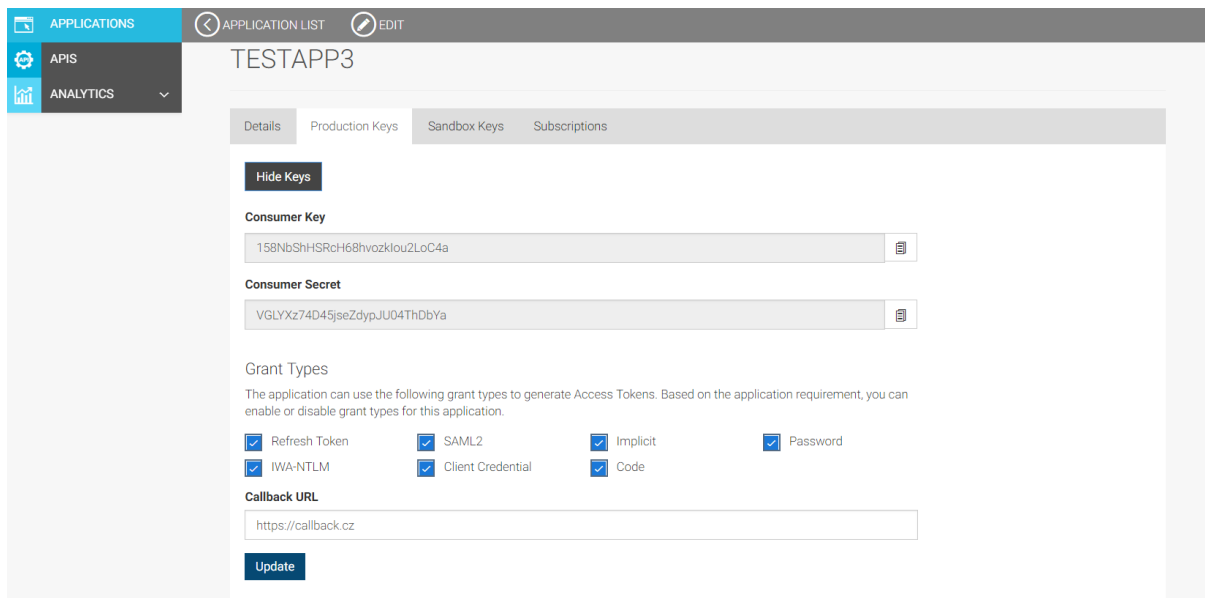 APPLICATIONS
APPLICATION LIST
EDIT
APIS
ANALYTICS
TESTAPP3
Details
Production Keys
Sandbox Keys
Subscriptions
Hide Keys
Consumer Key
158NbShHSRcH68hvozkIou2LoC4a
Consumer Secret
VGLYXz74D45jseZdypJU04ThDbYa
Grant Types
The application can use the following grant types to generate Access Tokens. Based on the application requirement, you can
enable or disable grant types for this application.
Refresh Token
SAML2
Implicit
Password
IWA-NTLM
Client Credential
Code
Callback URL
https://callback.cz
Update